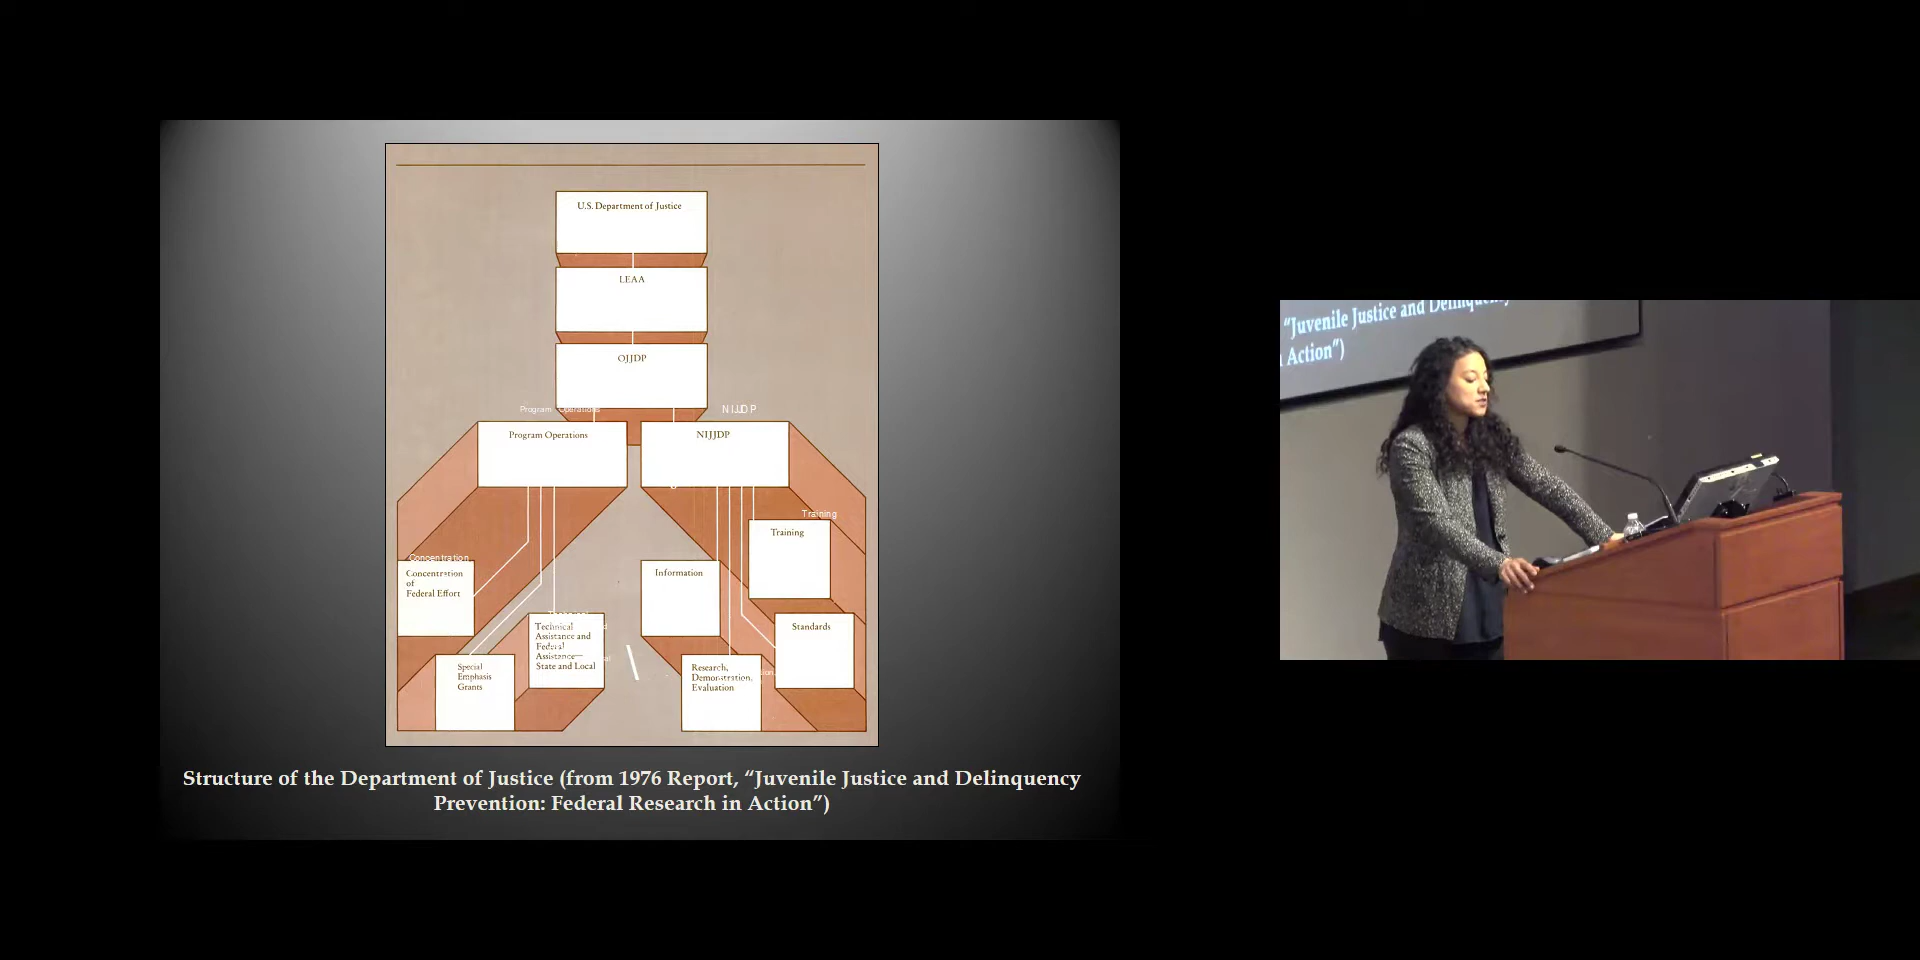 U.S. Department of Justice
LEAA
OJJDP
Program Operations
NIJJDP
Program Operations
NIJJDP
Training
Training
Concentration
Concentration
of
Federal Effort
Information
Technical
Assistance and
Federal
Assistance—
State and Local
Standards
Special
Emphasis
Grants
Research,
Demonstration,
Evaluation
Structure of the Department of Justice (from 1976 Report, “Juvenile Justice and Delinquency
Prevention: Federal Research in Action”)
“Juvenile Justice and Delinquency
Action”)